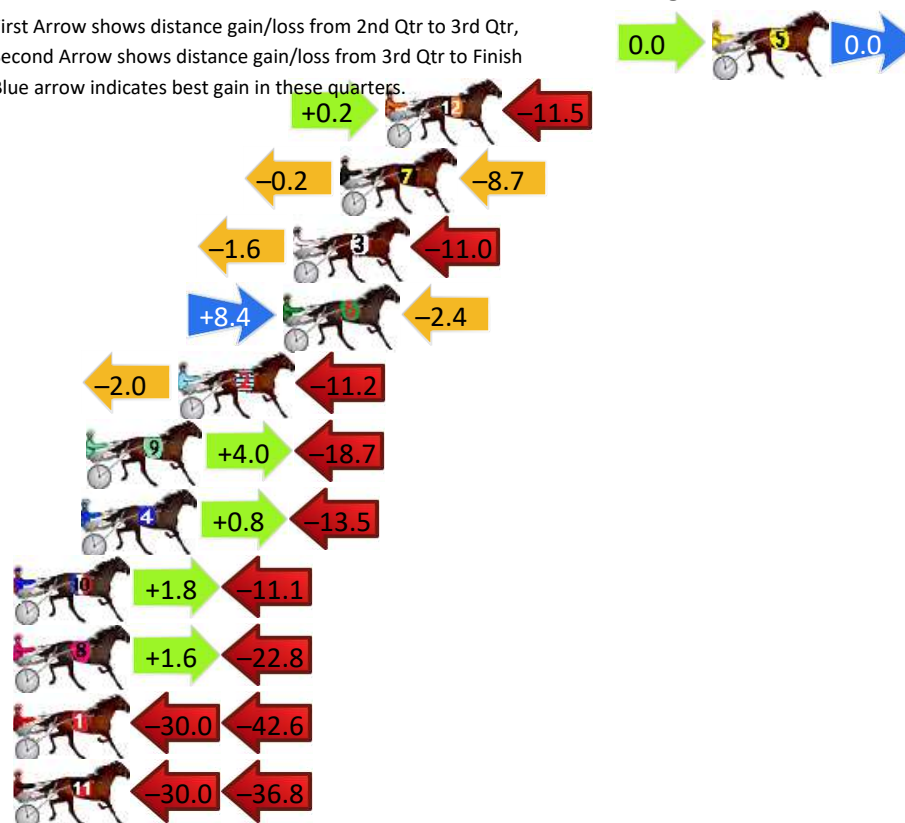 First Arrow shows distance gain/loss from 2nd Qtr to 3rd Qtr,
Second Arrow shows distance gain/loss from 3rd Qtr to Finish
Blue arrow indicates best gain in these quarters.
0.0 5 0.0
+0.2 12 –11.5
–0.2 7 –8.7
–1.6 3 –11.0
+8.4 6 –2.4
–2.0 2 –11.2
9 +4.0 –18.7
4 +0.8 –13.5
10 +1.8 –11.1
8 +1.6 –22.8
1 –30.0 –42.6
11 –30.0 –36.8